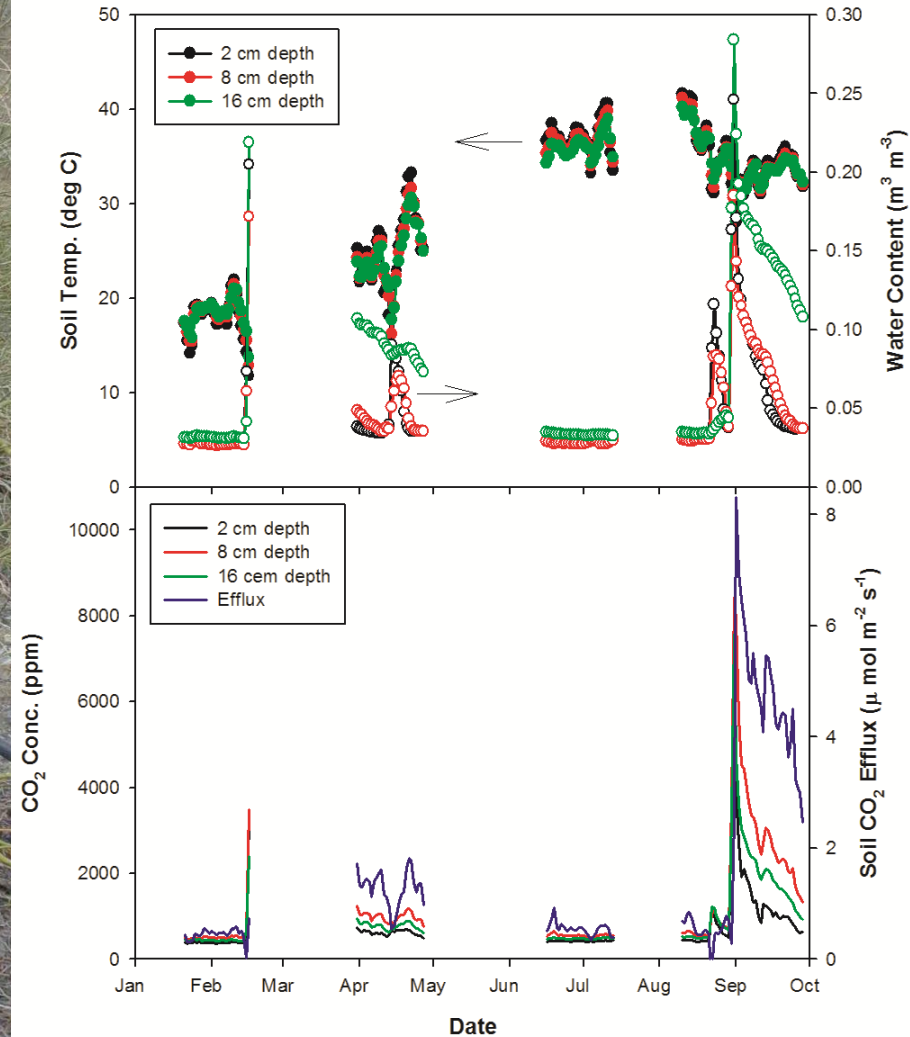 50
40
30
20
10
0
Soil Temp. (deg C)
2 cm depth
8 cm depth
16 cm depth
0.30
0.25
0.20
0.15
0.10
0.05
0.00
Water Content (m³ m⁻³)
10000
8000
6000
4000
2000
0
CO₂ Conc. (ppm)
2 cm depth
8 cm depth
16 cem depth
Efflux
8
6
4
2
0
Soil CO₂ Efflux (μ mol m⁻² s⁻¹)
Jan Feb Mar Apr May Jun Jul Aug Sep Oct
Date